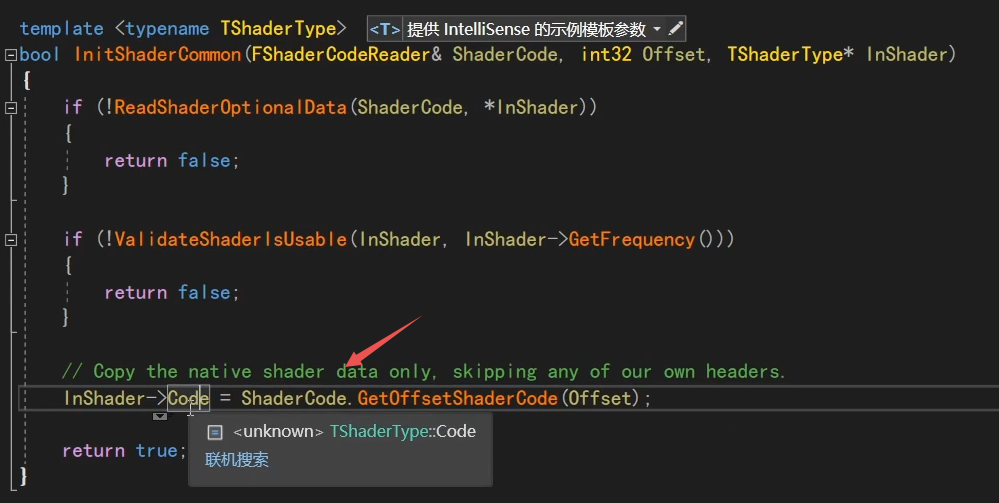 template <typename TShaderType> <T> 提供 IntelliSense 的示例模板参数
bool InitShaderCommon(FShaderCodeReader& ShaderCode, int32 Offset, TShaderType* InShader)
{
if (!ReadShaderOptionalData(ShaderCode, *InShader))
{
return false;
}
if (!ValidateShaderIsUsable(InShader, InShader->GetFrequency()))
{
return false;
}
// Copy the native shader data only, skipping any of our own headers.
InShader->Code = ShaderCode.GetOffsetShaderCode(Offset);
<unknown> TShaderType::Code
联机搜索
return true;
}